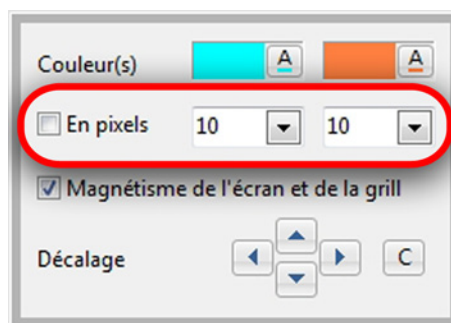 Couleur(s) A A
En pixels 10 10
Magnétisme de l'écran et de la grill
Décalage C